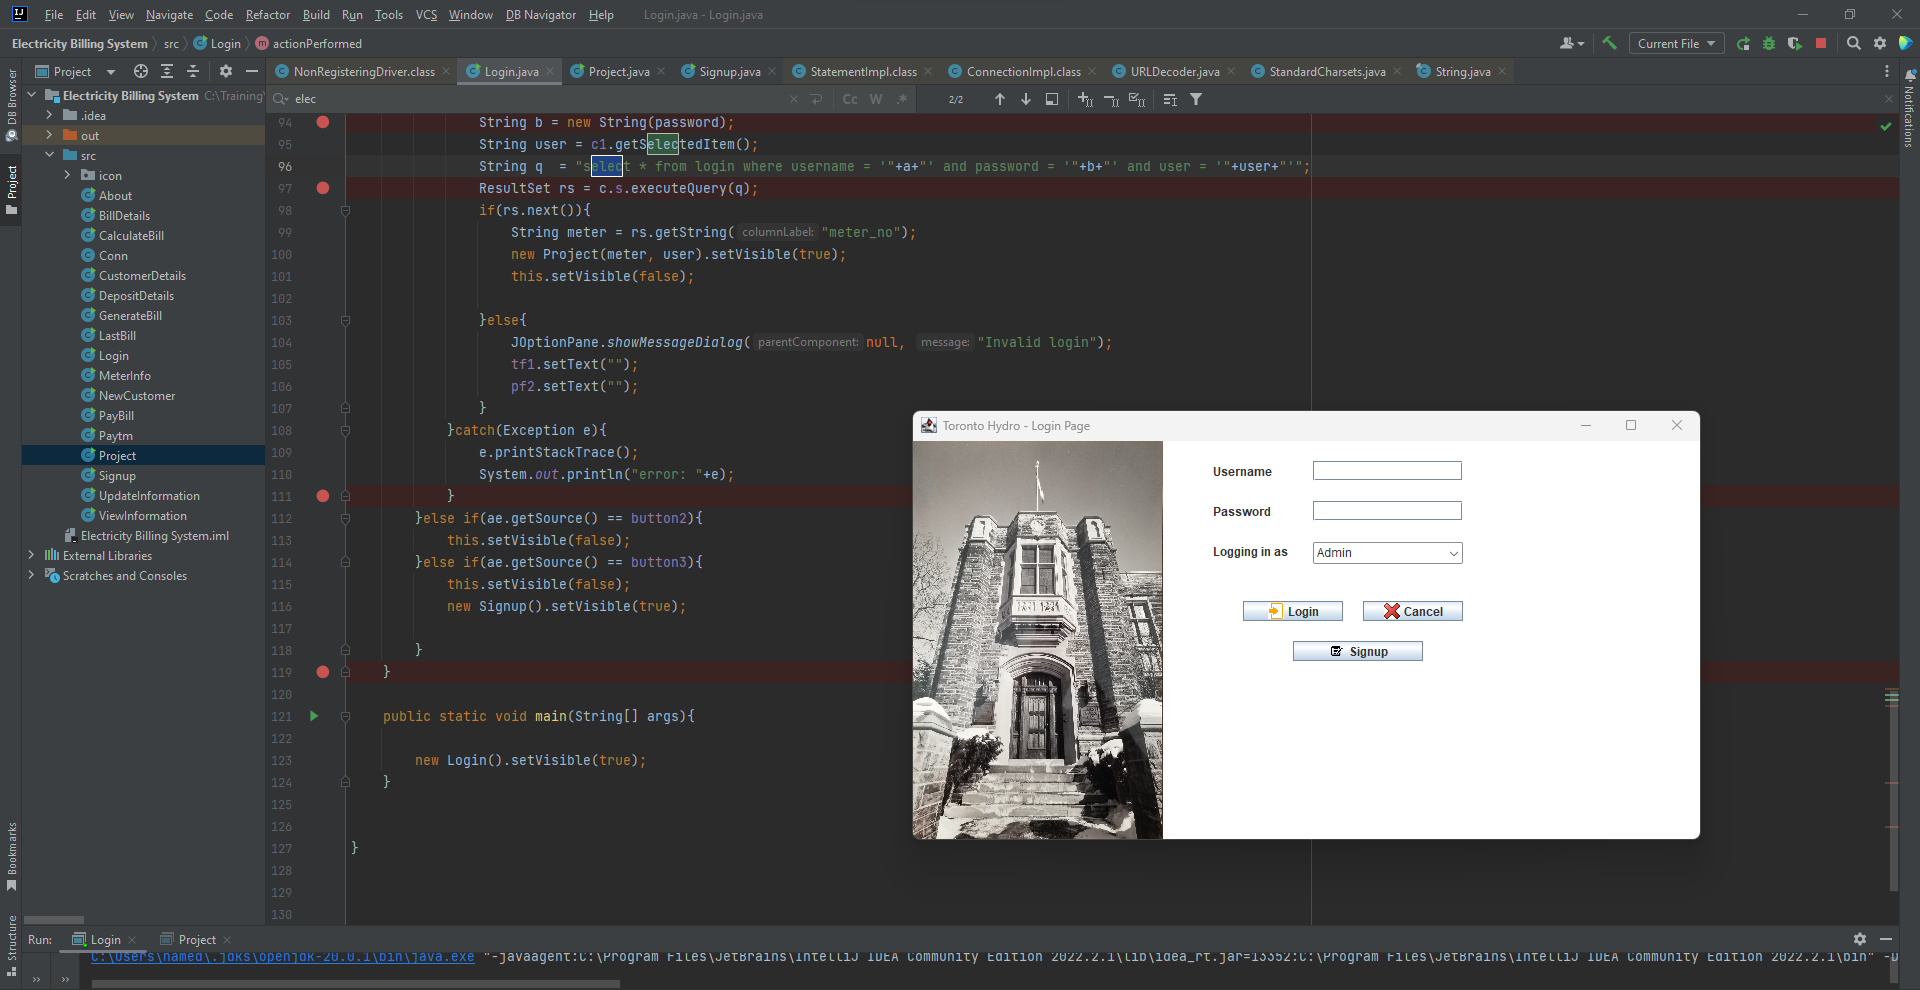 File Edit View Navigate Code Refactor Build Run Tools VCS Window DB Navigator Help Login.java - Login.java
Electricity Billing System src Login actionPerformed Current File
Project
NonRegisteringDriver.class Login.java Project.java Signup.java StatementImpl.class ConnectionImpl.class URLDecoder.java StandardCharsets.java String.java
elec Cc W .* 2/2
DB Browser
Project
Bookmarks
Structure
Notifications
Electricity Billing System C:\Training\
.idea
out
src
icon
About
BillDetails
CalculateBill
Conn
CustomerDetails
DepositDetails
GenerateBill
LastBill
Login
MeterInfo
NewCustomer
PayBill
Paytm
Project
Signup
UpdateInformation
ViewInformation
Electricity Billing System.iml
External Libraries
Scratches and Consoles
94 String b = new String(password);
95 String user = c1.getSelectedItem();
96 String q  = "select * from login where username = '"+a+"' and password = '"+b+"' and user = '"+user+"'";
97 ResultSet rs = c.s.executeQuery(q);
98 if(rs.next()){
99 String meter = rs.getString( columnLabel: "meter_no");
100 new Project(meter, user).setVisible(true);
101 this.setVisible(false);
102
103 }else{
104 JOptionPane.showMessageDialog( parentComponent: null, message: "Invalid login");
105 tf1.setText("");
106 pf2.setText("");
107 }
108 }catch(Exception e){
109 e.printStackTrace();
110 System.out.println("error: "+e);
111 }
112 }else if(ae.getSource() == button2){
113 this.setVisible(false);
114 }else if(ae.getSource() == button3){
115 this.setVisible(false);
116 new Signup().setVisible(true);
117
118 }
119 }
120
121 public static void main(String[] args){
122
123 new Login().setVisible(true);
124 }
125
126
127 }
128
129
130
Toronto Hydro - Login Page
Username
Password
Logging in as Admin
Login Cancel
Signup
Run: Login Project
C:\Users\hamed\.jdks\openjdk-20.0.1\bin\java.exe "-javaagent:C:\Program Files\JetBrains\IntelliJ IDEA Community Edition 2022.2.1\lib\idea_rt.jar=13352:C:\Program Files\JetBrains\IntelliJ IDEA Community Edition 2022.2.1\bin" -D